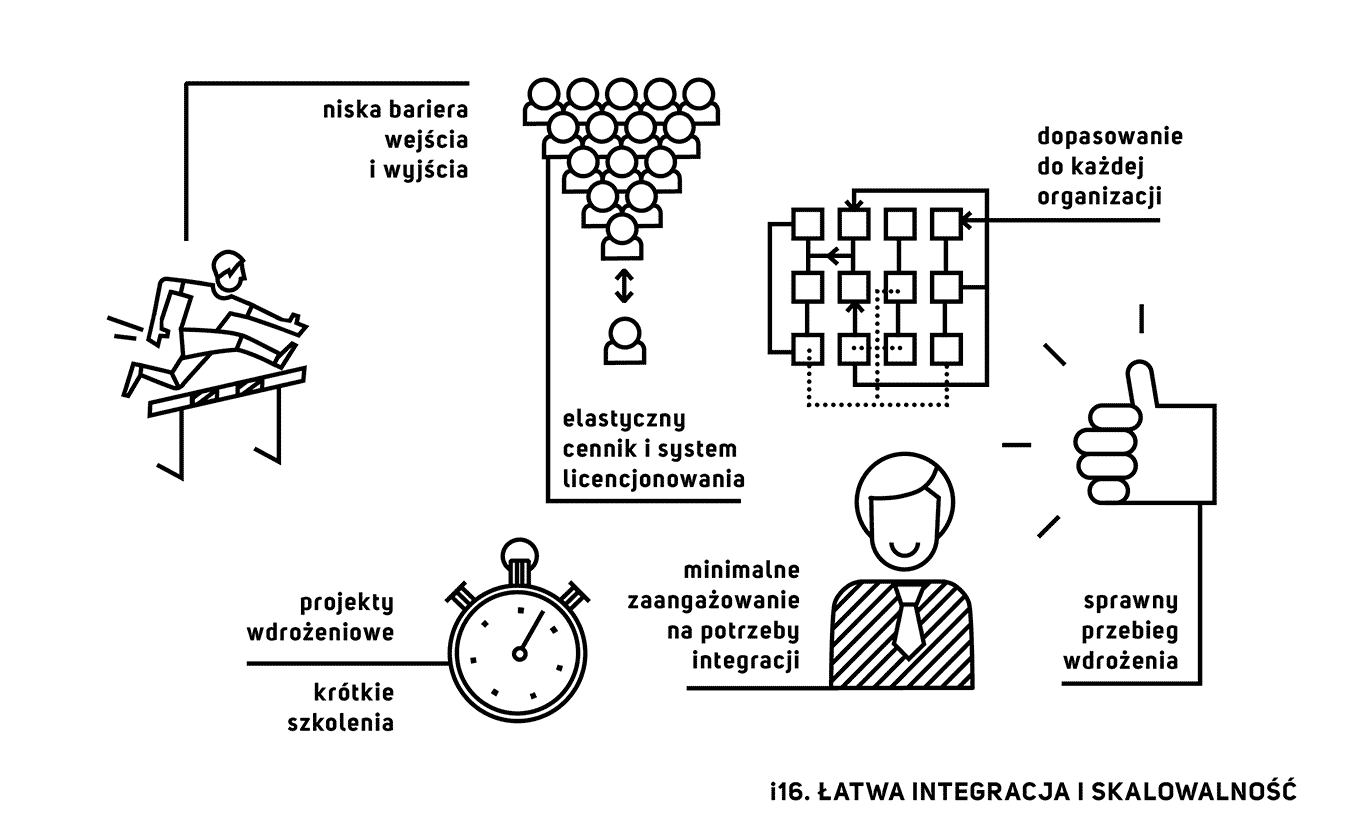 niska bariera
wejścia
i wyjścia
elastyczny
cennik i system
licencjonowania
dopasowanie
do każdej
organizacji
projekty
wdrożeniowe
krótkie
szkolenia
minimalne
zaangażowanie
na potrzeby
integracji
sprawny
przebieg
wdrożenia
i16. ŁATWA INTEGRACJA I SKALOWALNOŚĆ